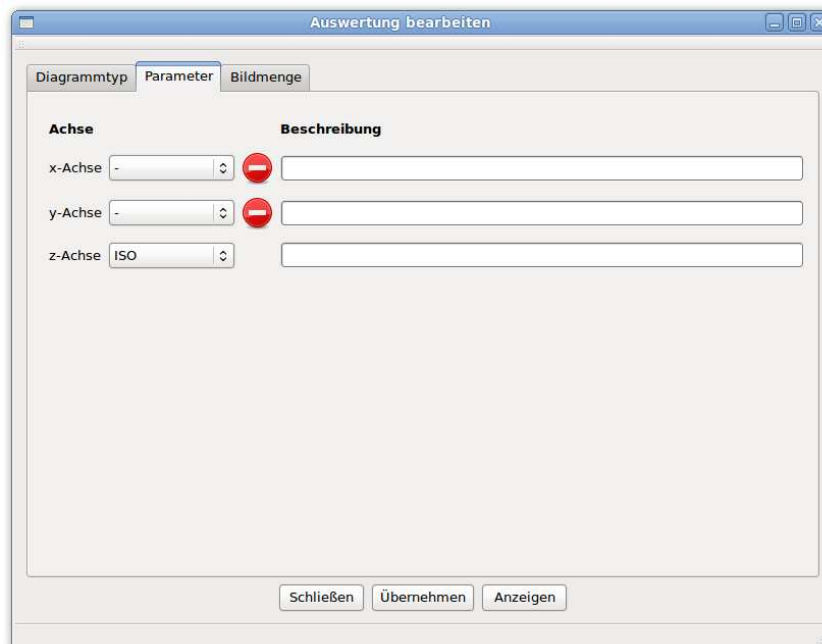 Auswertung bearbeiten
Diagrammtyp Parameter Bildmenge
Achse Beschreibung
x-Achse -
y-Achse -
z-Achse ISO
Schließen Übernehmen Anzeigen